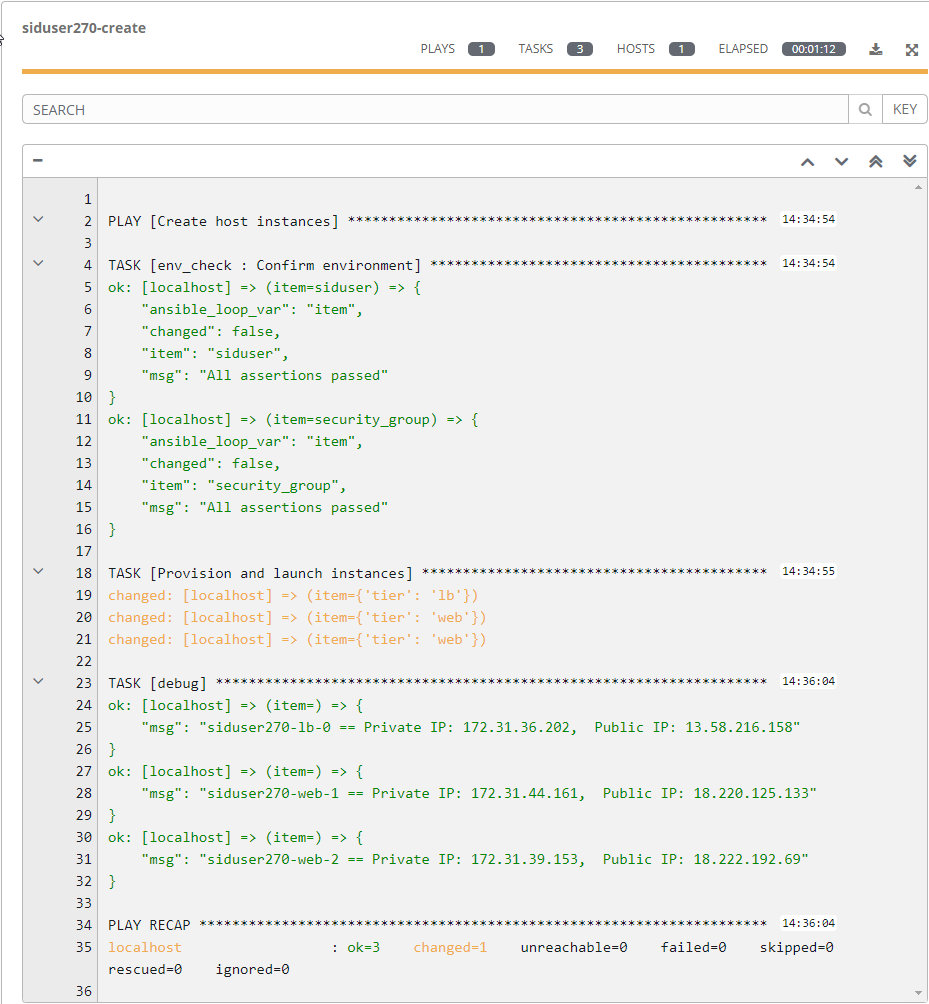 siduser270-create
PLAYS 1 TASKS 3 HOSTS 1 ELAPSED 00:01:12
SEARCH KEY
1
2 PLAY [Create host instances] *************************************************** 14:34:54
3
4 TASK [env_check : Confirm environment] ***************************************** 14:34:54
5 ok: [localhost] => (item=siduser) => {
6 "ansible_loop_var": "item",
7 "changed": false,
8 "item": "siduser",
9 "msg": "All assertions passed"
10 }
11 ok: [localhost] => (item=security_group) => {
12 "ansible_loop_var": "item",
13 "changed": false,
14 "item": "security_group",
15 "msg": "All assertions passed"
16 }
17
18 TASK [Provision and launch instances] ****************************************** 14:34:55
19 changed: [localhost] => (item={'tier': 'lb'})
20 changed: [localhost] => (item={'tier': 'web'})
21 changed: [localhost] => (item={'tier': 'web'})
22
23 TASK [debug] ******************************************************************* 14:36:04
24 ok: [localhost] => (item=) => {
25 "msg": "siduser270-lb-0 == Private IP: 172.31.36.202,  Public IP: 13.58.216.158"
26 }
27 ok: [localhost] => (item=) => {
28 "msg": "siduser270-web-1 == Private IP: 172.31.44.161,  Public IP: 18.220.125.133"
29 }
30 ok: [localhost] => (item=) => {
31 "msg": "siduser270-web-2 == Private IP: 172.31.39.153,  Public IP: 18.222.192.69"
32 }
33
34 PLAY RECAP ********************************************************************* 14:36:04
35 localhost : ok=3 changed=1 unreachable=0 failed=0 skipped=0
rescued=0 ignored=0
36